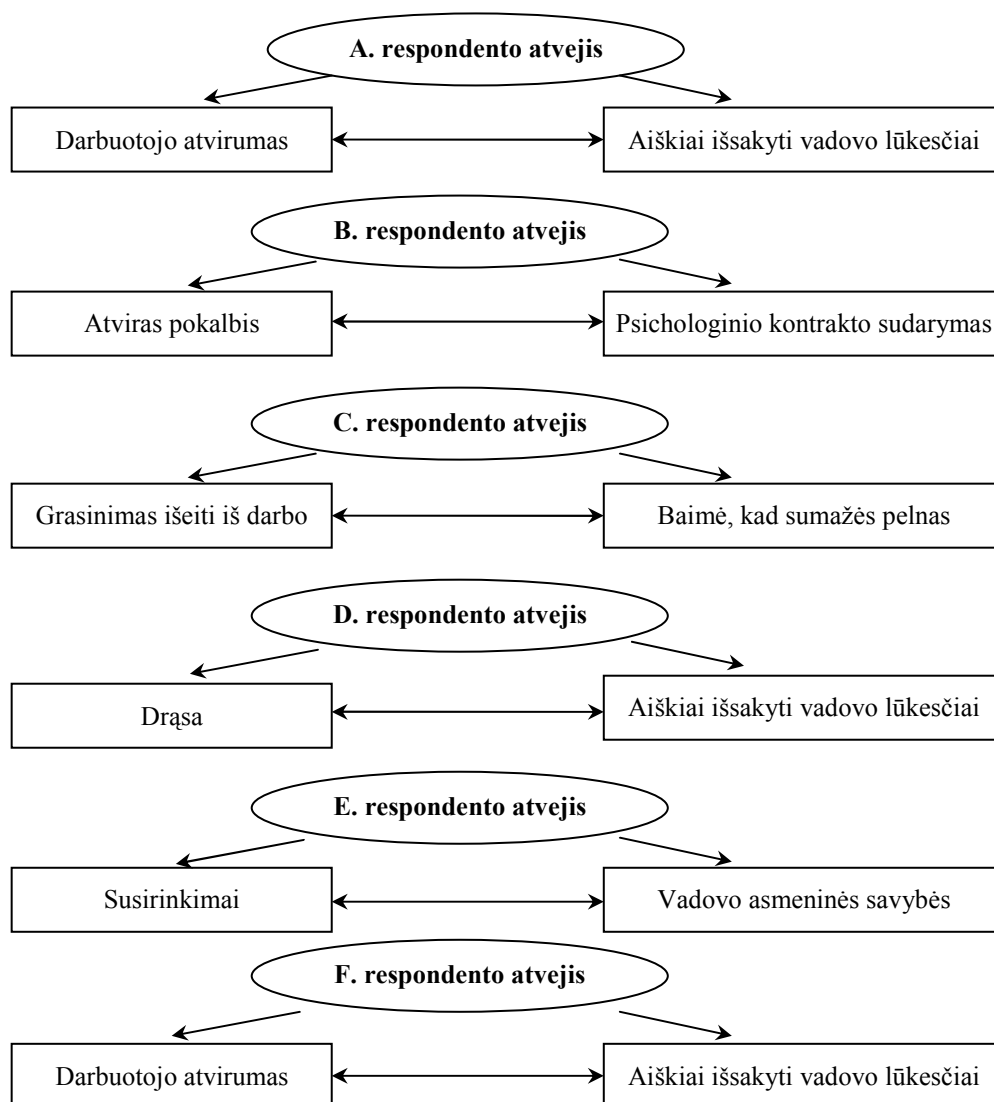 A. respondento atvejis
Darbuotojo atvirumas
Aiškiai išsakyti vadovo lūkesčiai
B. respondento atvejis
Atviras pokalbis
Psichologinio kontrakto sudarymas
C. respondento atvejis
Grasinimas išeiti iš darbo
Baimė, kad sumažės pelnas
D. respondento atvejis
Drąsa
Aiškiai išsakyti vadovo lūkesčiai
E. respondento atvejis
Susirinkimai
Vadovo asmeninės savybės
F. respondento atvejis
Darbuotojo atvirumas
Aiškiai išsakyti vadovo lūkesčiai